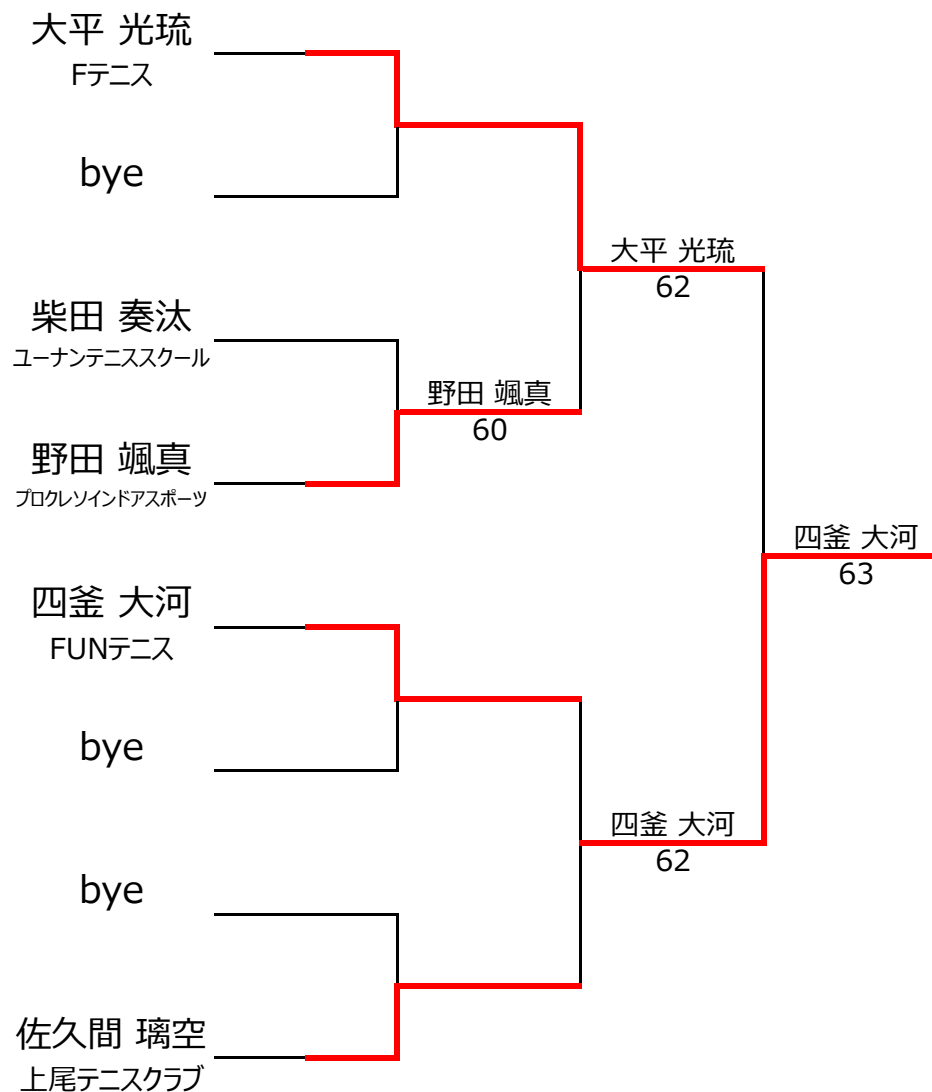 大平 光琉
Fテニス
bye
柴田 奏汰
ユーナンテニススクール
野田 颯真
プロクレソインドアスポーツ
四釜 大河
FUNテニス
bye
bye
佐久間 璃空
上尾テニスクラブ
野田 颯真
60
大平 光琉
62
四釜 大河
62
四釜 大河
63